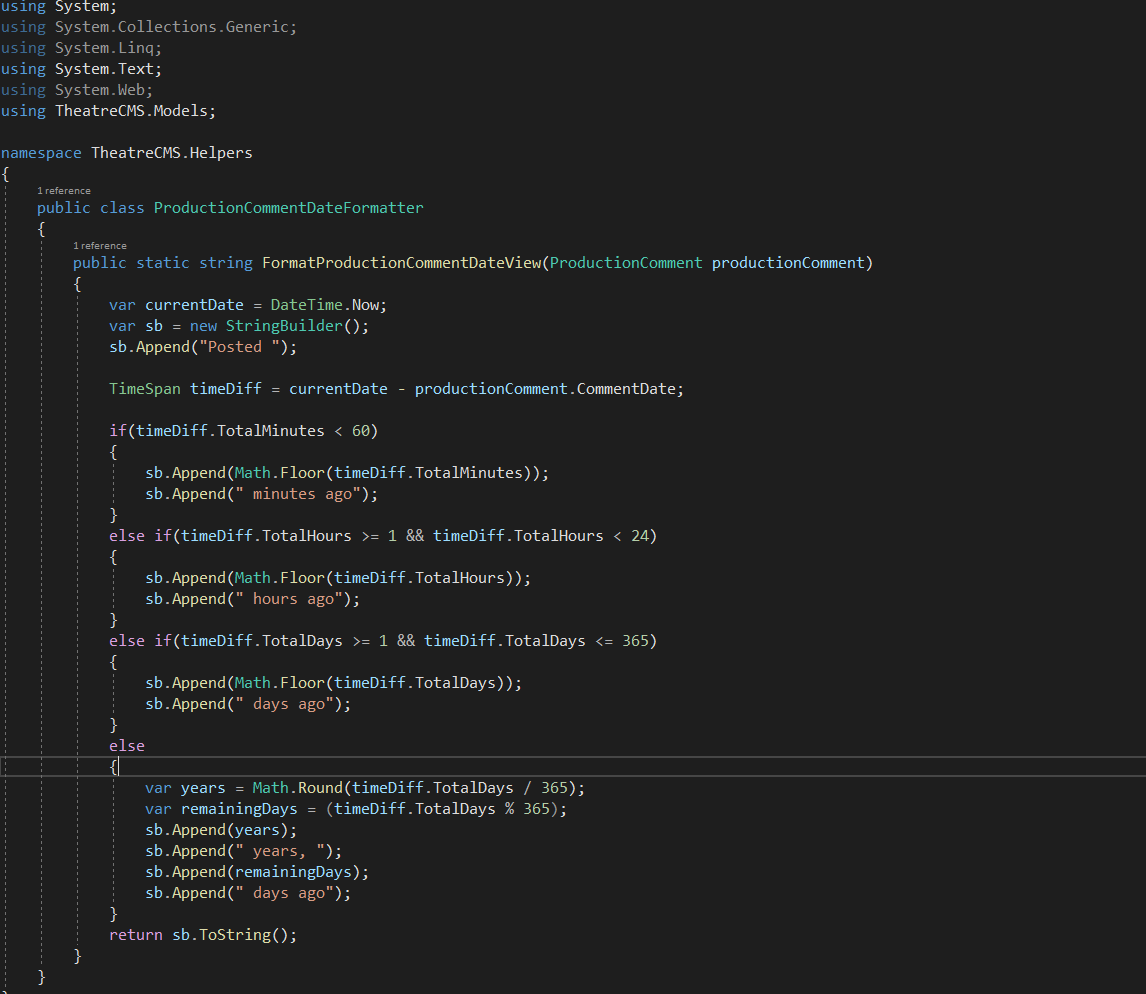 using System;
using System.Collections.Generic;
using System.Linq;
using System.Text;
using System.Web;
using TheatreCMS.Models;
namespace TheatreCMS.Helpers
{
1 reference
public class ProductionCommentDateFormatter
{
1 reference
public static string FormatProductionCommentDateView(ProductionComment productionComment)
{
var currentDate = DateTime.Now;
var sb = new StringBuilder();
sb.Append("Posted ");
TimeSpan timeDiff = currentDate - productionComment.CommentDate;
if(timeDiff.TotalMinutes < 60)
{
sb.Append(Math.Floor(timeDiff.TotalMinutes));
sb.Append(" minutes ago");
}
else if(timeDiff.TotalHours >= 1 && timeDiff.TotalHours < 24)
{
sb.Append(Math.Floor(timeDiff.TotalHours));
sb.Append(" hours ago");
}
else if(timeDiff.TotalDays >= 1 && timeDiff.TotalDays <= 365)
{
sb.Append(Math.Floor(timeDiff.TotalDays));
sb.Append(" days ago");
}
else
{
var years = Math.Round(timeDiff.TotalDays / 365);
var remainingDays = (timeDiff.TotalDays % 365);
sb.Append(years);
sb.Append(" years, ");
sb.Append(remainingDays);
sb.Append(" days ago");
}
return sb.ToString();
}
}